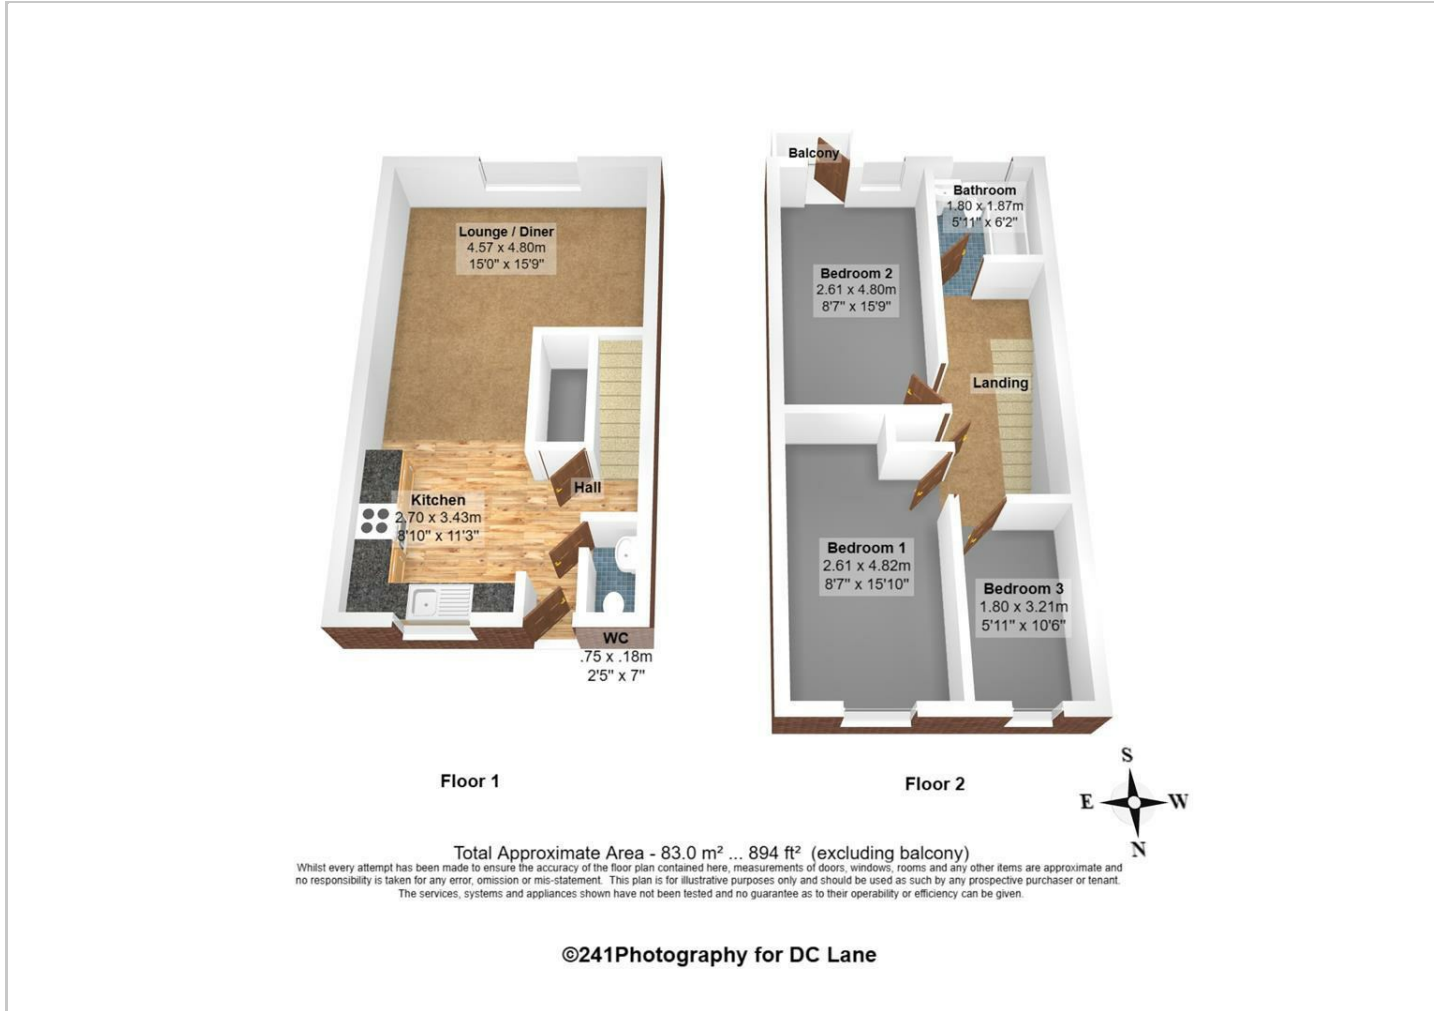 Balcony
Bathroom
1.80 x 1.87m
5'11" x 6'2"
Lounge / Diner
4.57 x 4.80m
15'0" x 15'9"
Bedroom 2
2.61 x 4.80m
8'7" x 15'9"
Landing
Hall
Kitchen
2.70 x 3.43m
8'10" x 11'3"
Bedroom 1
2.61 x 4.82m
8'7" x 15'10"
Bedroom 3
1.80 x 3.21m
5'11" x 10'6"
WC
.75 x .18m
2'5" x 7"
Floor 1
Floor 2
S
E
W
N
Total Approximate Area - 83.0 m² ... 894 ft² (excluding balcony)
Whilst every attempt has been made to ensure the accuracy of the floor plan contained here, measurements of doors, windows, rooms and any other items are approximate and
no responsibility is taken for any error, omission or mis-statement. This plan is for illustrative purposes only and should be used as such by any prospective purchaser or tenant.
The services, systems and appliances shown have not been tested and no guarantee as to their operability or efficiency can be given.
©241Photography for DC Lane